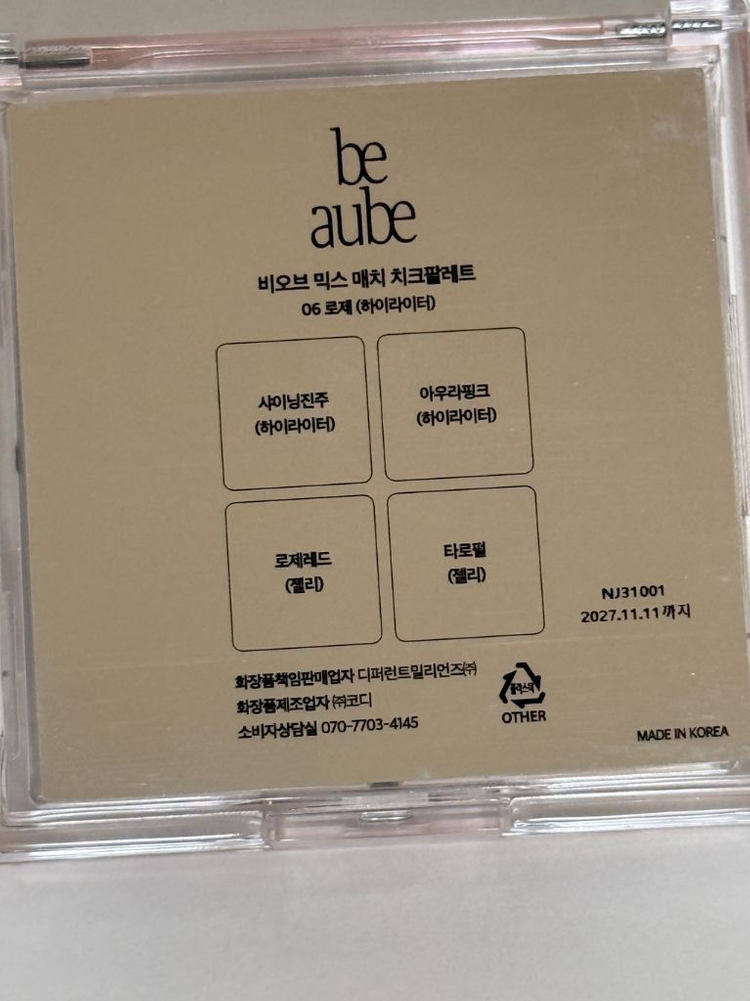 be
aube
비오브 믹스 매치 치크팔레트
06 로제 (하이라이터)
샤이닝진주
(하이라이터)
아우라핑크
(하이라이터)
로제레드
(젤리)
타로펄
(젤리)
NJ31001
2027.11.11까지
화장품책임판매업자 디퍼런트밀리언즈㈜
화장품제조업자 ㈜코디
소비자상담실 070-7703-4145
플라스틱
OTHER
MADE IN KOREA